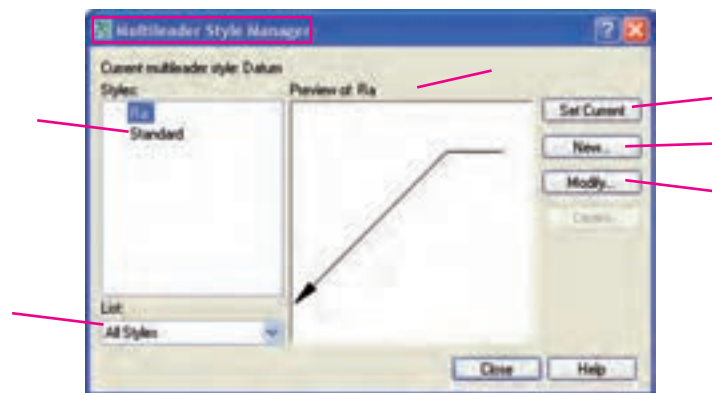 Multileader Style Manager
Current multileader style: Datum
Styles:
Preview of: Ra
Ra
Standard
Set Current
New...
Modify...
Delete
List:
All Styles
Close
Help